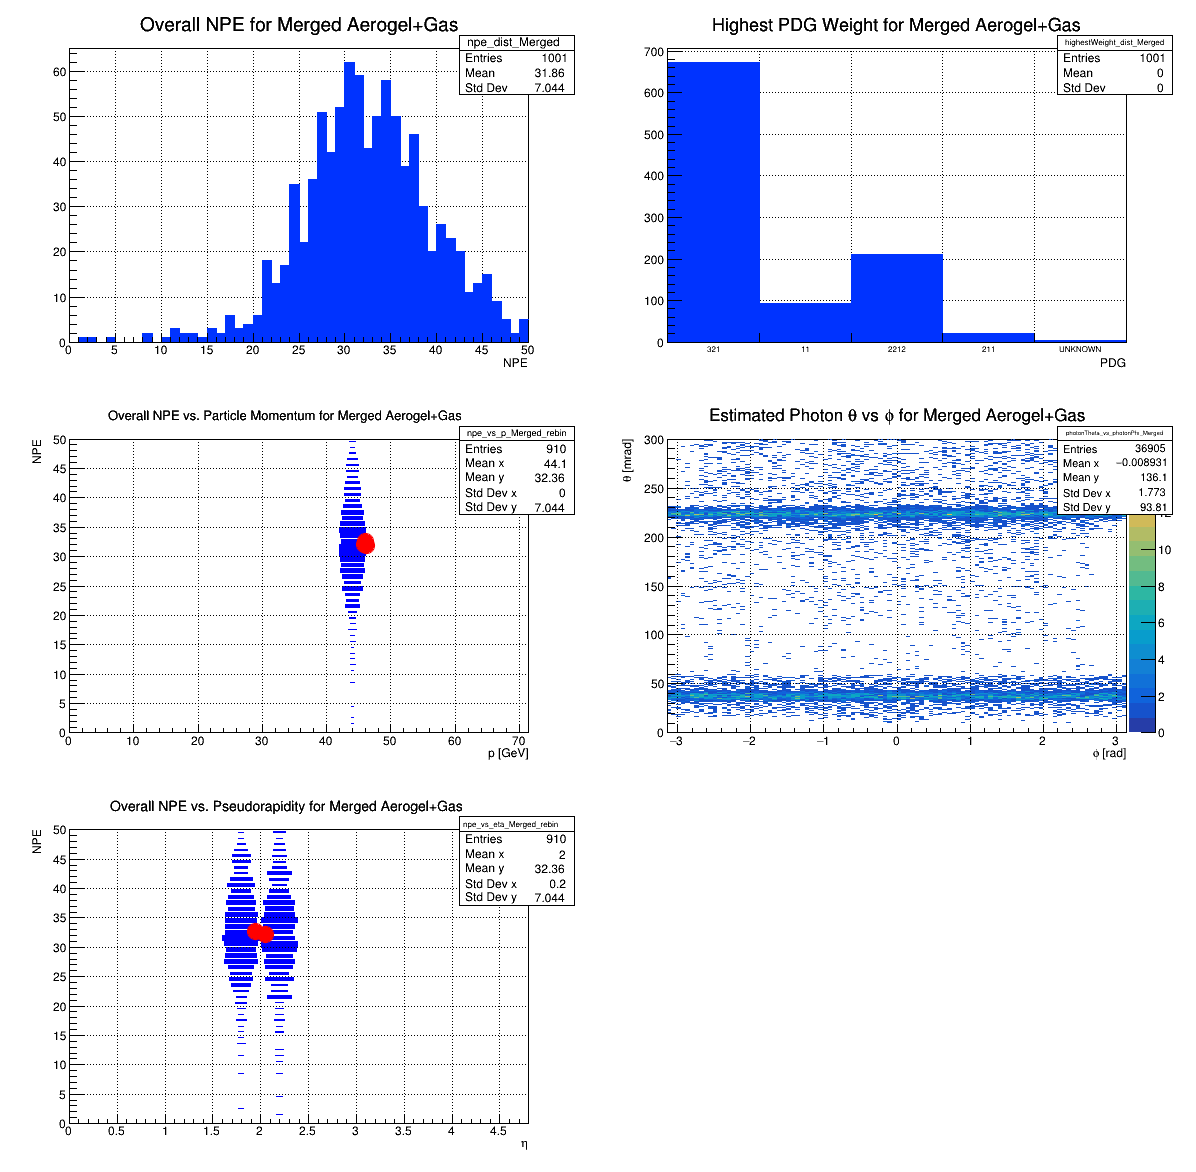 Overall NPE for Merged Aerogel+Gas
npe_dist_Merged
Entries 1001
Mean 31.86
Std Dev 7.044
60
50
40
30
20
10
0
0 5 10 15 20 25 30 35 40 45 50
NPE
Highest PDG Weight for Merged Aerogel+Gas
highestWeight_dist_Merged
Entries 1001
Mean 0
Std Dev 0
700
600
500
400
300
200
100
0
321 11 2212 211 UNKNOWN
PDG
Overall NPE vs. Particle Momentum for Merged Aerogel+Gas
npe_vs_p_Merged_rebin
Entries 910
Mean x 44.1
Mean y 32.36
Std Dev x 0
Std Dev y 7.044
NPE
50
45
40
35
30
25
20
15
10
5
0
0 10 20 30 40 50 60 70
p [GeV]
Estimated Photon θ vs ϕ for Merged Aerogel+Gas
photonTheta_vs_photonPhi_Merged
Entries 36905
Mean x −0.008931
Mean y 136.1
Std Dev x 1.773
Std Dev y 93.81
θ [mrad]
300
250
200
150
100
50
0
−3 −2 −1 0 1 2 3
ϕ [rad]
10
8
6
4
2
0
Overall NPE vs. Pseudorapidity for Merged Aerogel+Gas
npe_vs_eta_Merged_rebin
Entries 910
Mean x 2
Mean y 32.36
Std Dev x 0.2
Std Dev y 7.044
NPE
50
45
40
35
30
25
20
15
10
5
0
0 0.5 1 1.5 2 2.5 3 3.5 4 4.5
η